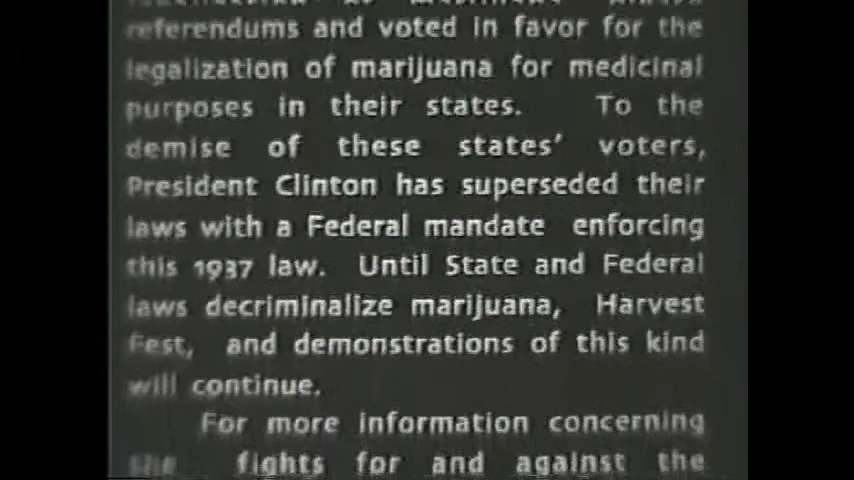 referendums and voted in favor for the
legalization of marijuana for medicinal
purposes in their states. To the
demise of these states' voters,
President Clinton has superseded their
laws with a Federal mandate enforcing
this 1937 law. Until State and Federal
laws decriminalize marijuana, Harvest
Fest, and demonstrations of this kind
will continue.
For more information concerning
the fights for and against the